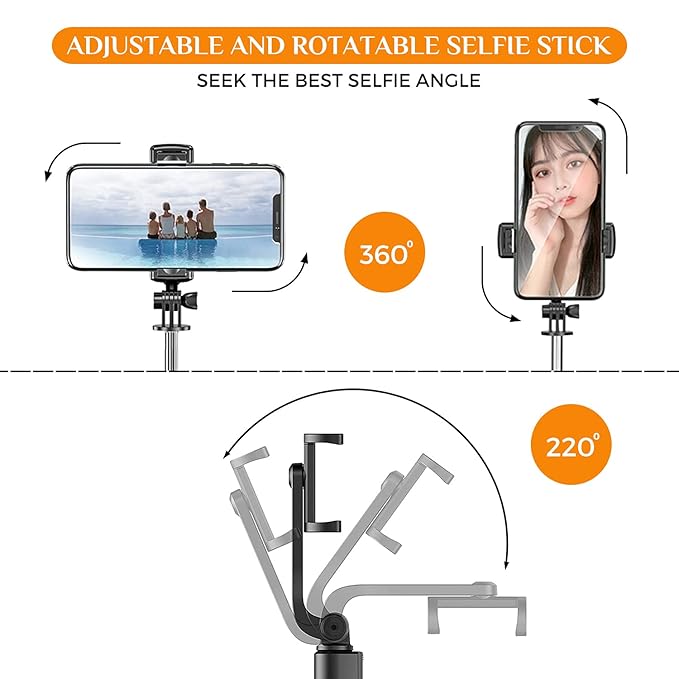 ADJUSTABLE AND ROTATABLE SELFIE STICK
SEEK THE BEST SELFIE ANGLE
360°
220°